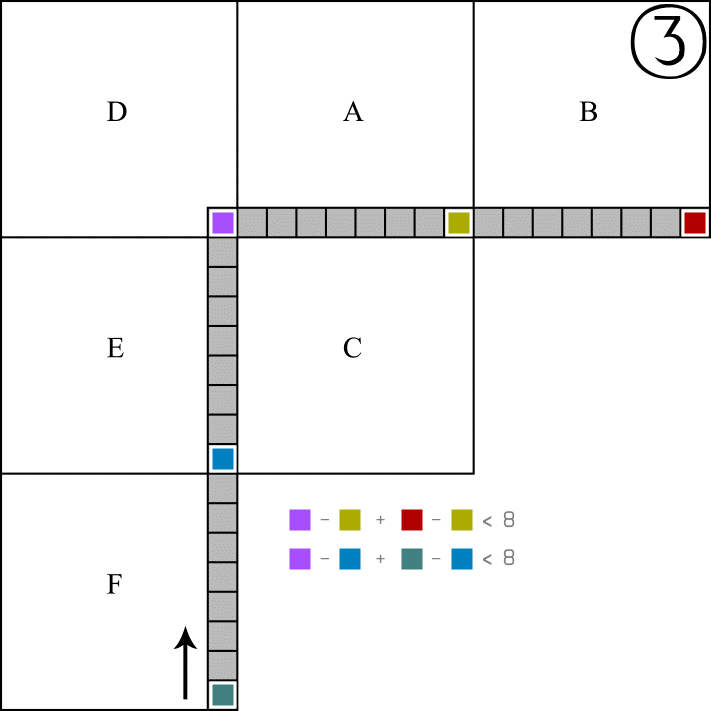 ③
D A B
E C
F
- + - < 8
- + - < 8